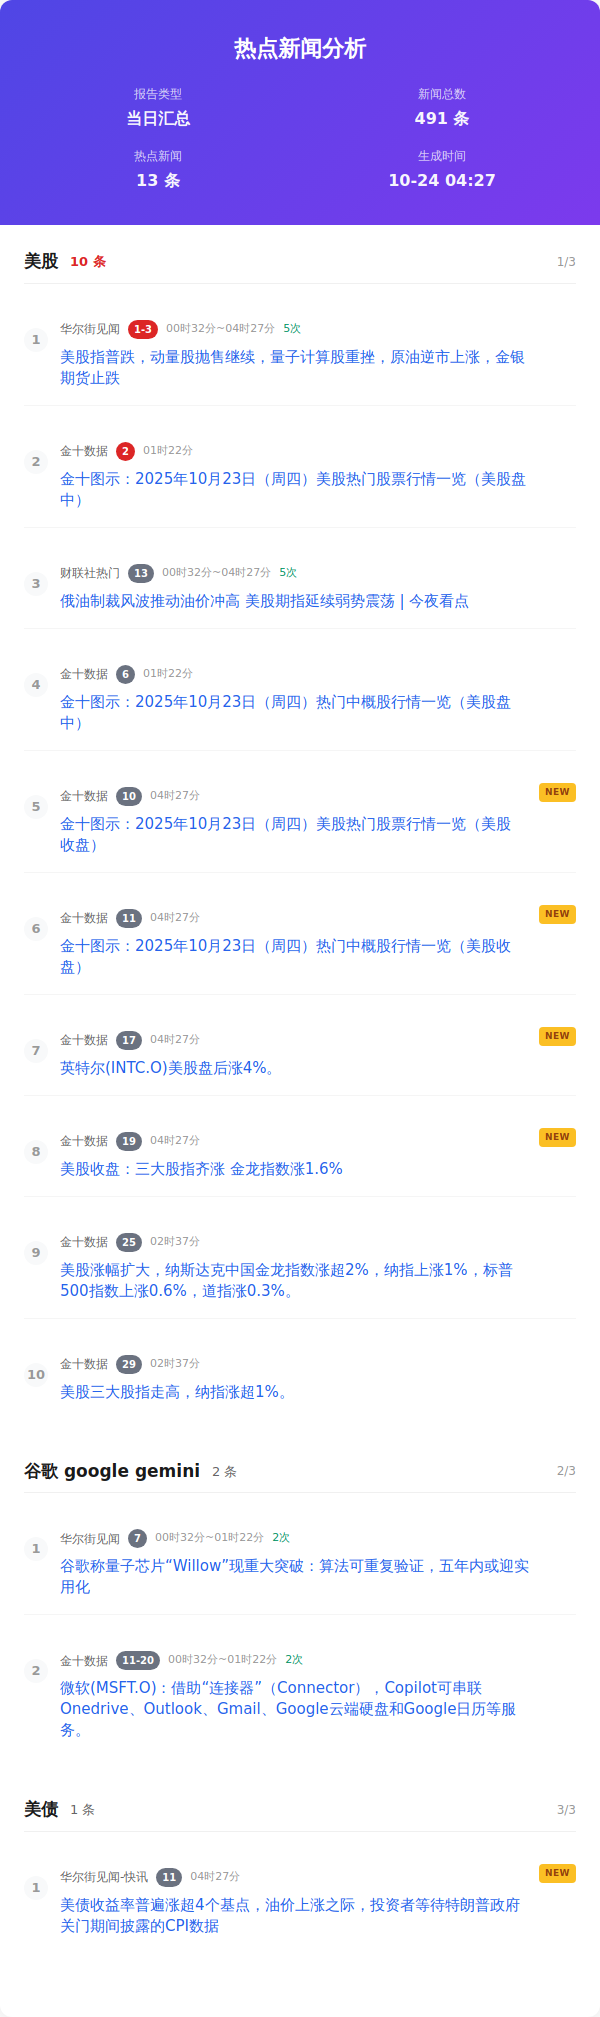 热点新闻分析
报告类型
新闻总数
当日汇总
491 条
热点新闻
生成时间
13 条
10-24 04:27
美股 10 条 1/3
1
华尔街见闻 1-3 00时32分~04时27分 5次
美股指普跌，动量股抛售继续，量子计算股重挫，原油逆市上涨，金银
期货止跌
2
金十数据 2 01时22分
金十图示：2025年10月23日（周四）美股热门股票行情一览（美股盘
中）
3
财联社热门 13 00时32分~04时27分 5次
俄油制裁风波推动油价冲高 美股期指延续弱势震荡 | 今夜看点
4
金十数据 6 01时22分
金十图示：2025年10月23日（周四）热门中概股行情一览（美股盘
中）
5
金十数据 10 04时27分 NEW
金十图示：2025年10月23日（周四）美股热门股票行情一览（美股
收盘）
6
金十数据 11 04时27分 NEW
金十图示：2025年10月23日（周四）热门中概股行情一览（美股收
盘）
7
金十数据 17 04时27分 NEW
英特尔(INTC.O)美股盘后涨4%。
8
金十数据 19 04时27分 NEW
美股收盘：三大股指齐涨 金龙指数涨1.6%
9
金十数据 25 02时37分
美股涨幅扩大，纳斯达克中国金龙指数涨超2%，纳指上涨1%，标普
500指数上涨0.6%，道指涨0.3%。
10
金十数据 29 02时37分
美股三大股指走高，纳指涨超1%。
谷歌 google gemini 2 条 2/3
1
华尔街见闻 7 00时32分~01时22分 2次
谷歌称量子芯片“Willow”现重大突破：算法可重复验证，五年内或迎实
用化
2
金十数据 11-20 00时32分~01时22分 2次
微软(MSFT.O)：借助“连接器”（Connector），Copilot可串联
Onedrive、Outlook、Gmail、Google云端硬盘和Google日历等服
务。
美债 1 条 3/3
1
华尔街见闻-快讯 11 04时27分 NEW
美债收益率普遍涨超4个基点，油价上涨之际，投资者等待特朗普政府
关门期间披露的CPI数据